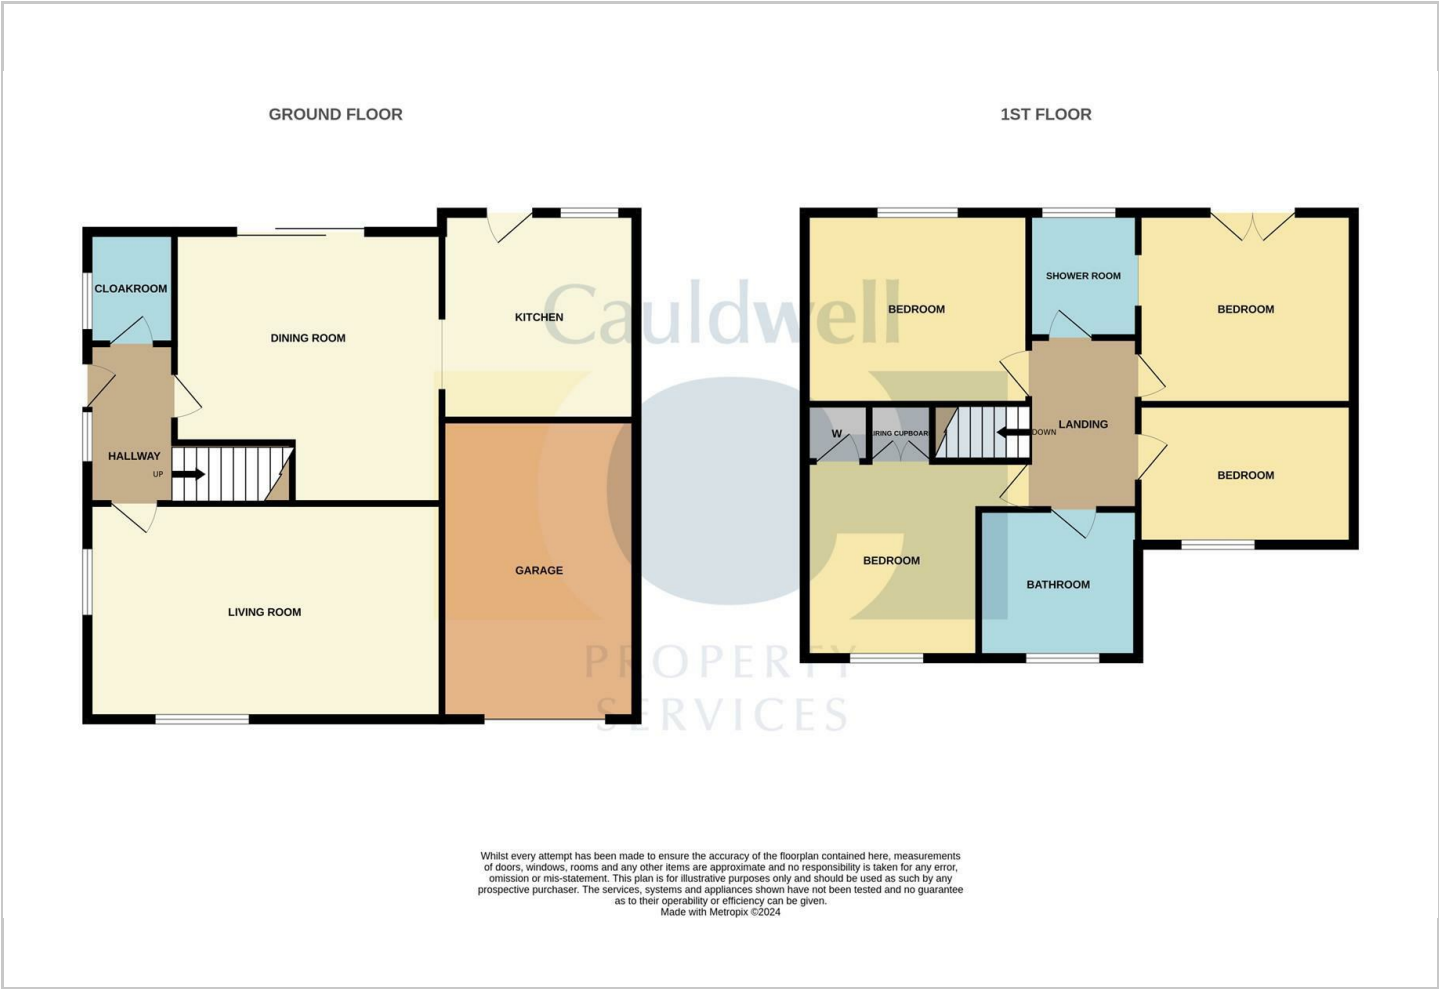 GROUND FLOOR
1ST FLOOR
CLOAKROOM
DINING ROOM
KITCHEN
HALLWAY
UP
LIVING ROOM
GARAGE
BEDROOM
SHOWER ROOM
BEDROOM
W
IRING CUPBOAR
DOWN
LANDING
BEDROOM
BEDROOM
BATHROOM
Cauldwell
PROPERTY
SERVICES
Whilst every attempt has been made to ensure the accuracy of the floorplan contained here, measurements
of doors, windows, rooms and any other items are approximate and no responsibility is taken for any error,
omission or mis-statement. This plan is for illustrative purposes only and should be used as such by any
prospective purchaser. The services, systems and appliances shown have not been tested and no guarantee
as to their operability or efficiency can be given.
Made with Metropix ©2024